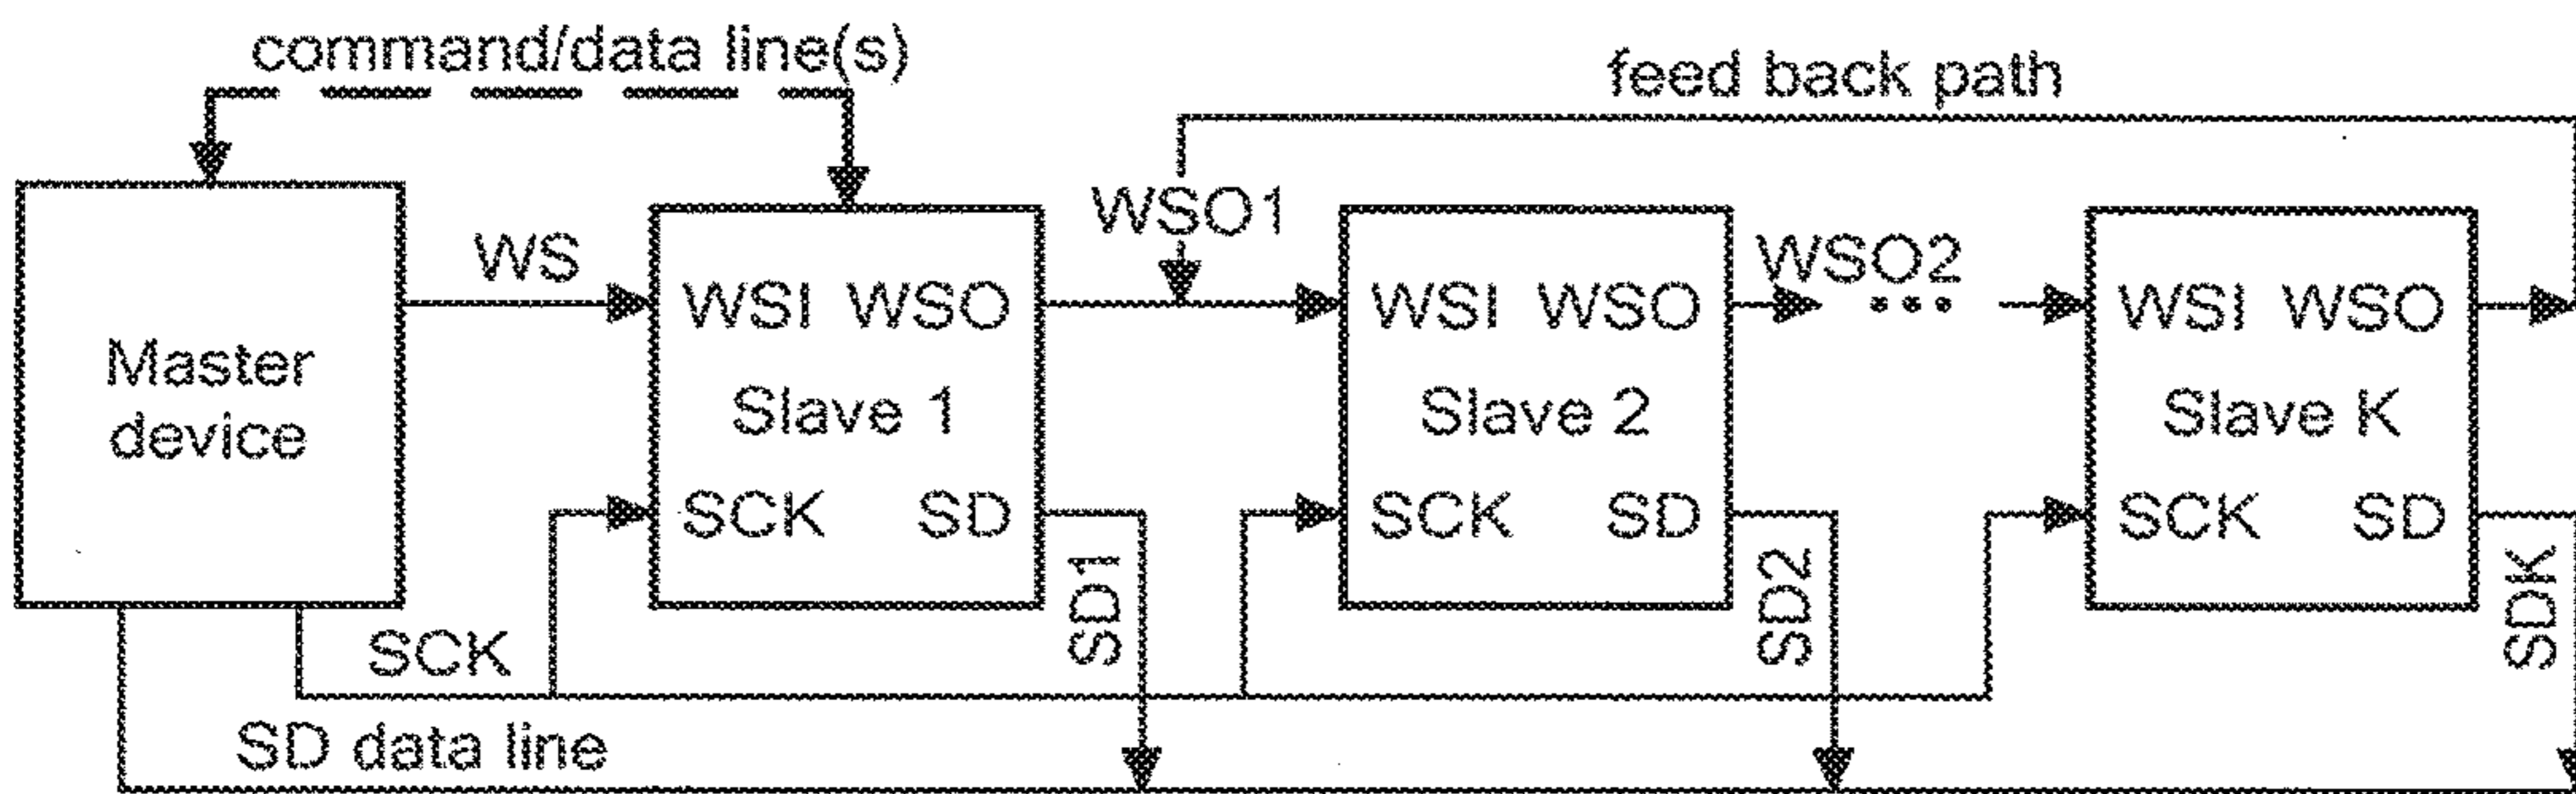 command/data line(s)
feed back path
WS
WSO1
WSO2
Master
device
WSI WSO
Slave 1
SCK SD
WSI WSO
Slave 2
SCK SD
WSI WSO
Slave K
SCK SD
SCK
SD1
SD2
SDK
SD data line